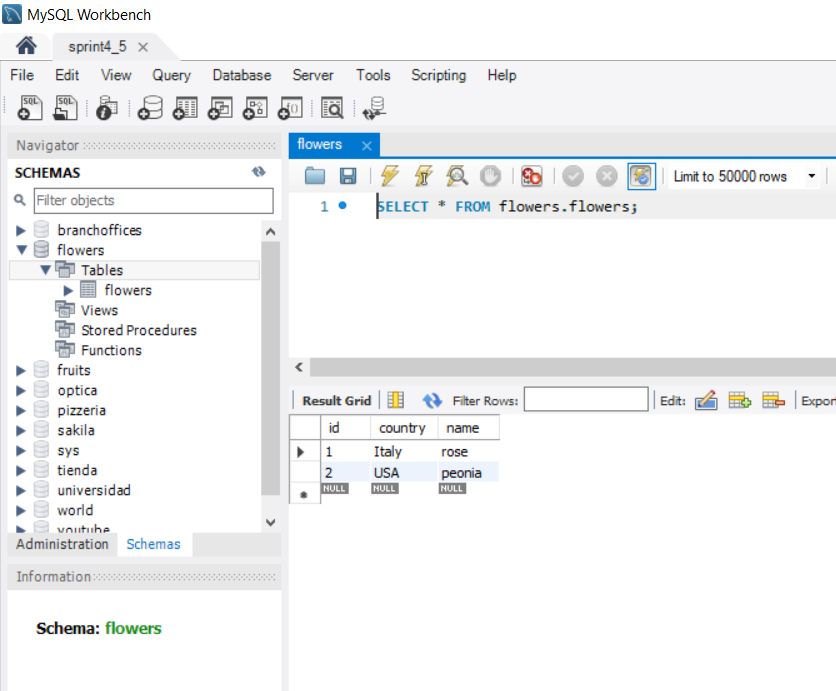 MySQL Workbench
sprint4_5
File Edit View Query Database Server Tools Scripting Help
SQL SQL
Navigator
SCHEMAS
Filter objects
branchoffices
flowers
Tables
flowers
Views
Stored Procedures
Functions
fruits
optica
pizzeria
sakila
sys
tienda
universidad
world
youtube
Administration Schemas
Information
Schema: flowers
flowers
Limit to 50000 rows
1 SELECT * FROM flowers.flowers;
Result Grid Filter Rows: Edit: Export
id country name
1 Italy rose
2 USA peonia
NULL NULL NULL